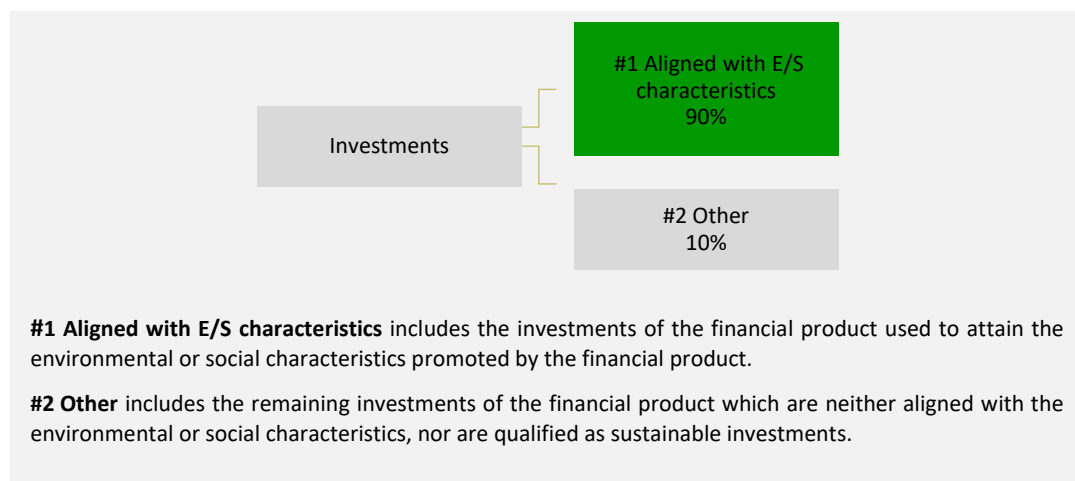 #1 Aligned with E/S
characteristics
90%
Investments
#2 Other
10%
#1 Aligned with E/S characteristics includes the investments of the financial product used to attain the
environmental or social characteristics promoted by the financial product.
#2 Other includes the remaining investments of the financial product which are neither aligned with the
environmental or social characteristics, nor are qualified as sustainable investments.